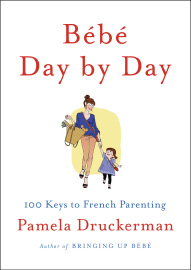 Bébé
Day by Day
100 Keys to French Parenting
Pamela Druckerman
Author of BRINGING UP BÉBÉ